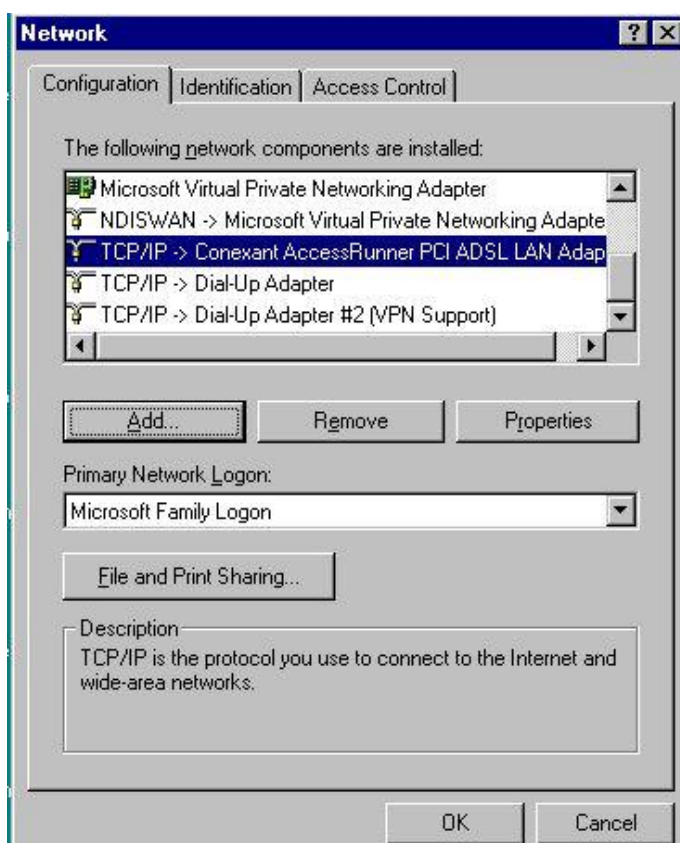 Network
Configuration Identification Access Control
The following network components are installed:
Microsoft Virtual Private Networking Adapter
NDISWAN -> Microsoft Virtual Private Networking Adapte
TCP/IP -> Conexant AccessRunner PCI ADSL LAN Adap
TCP/IP -> Dial-Up Adapter
TCP/IP -> Dial-Up Adapter #2 (VPN Support)
Add... Remove Properties
Primary Network Logon:
Microsoft Family Logon
File and Print Sharing...
Description
TCP/IP is the protocol you use to connect to the Internet and
wide-area networks.
OK Cancel